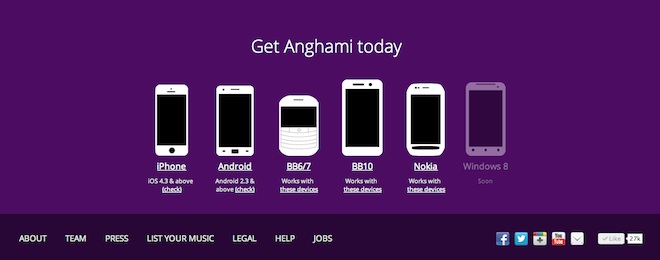 Get Anghami today
iPhone Android BB6/7 BB10 Nokia Windows 8
iOS 4.3 & above Android 2.3 & Works with Works with Works with Soon
(check) above (check) these devices these devices these devices
ABOUT TEAM PRESS LIST YOUR MUSIC LEGAL HELP JOBS
You Tube Like 27k